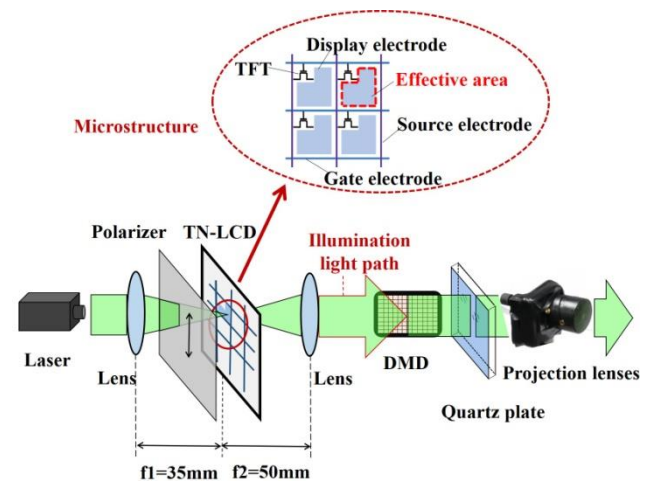 Display electrode
TFT
Effective area
Microstructure
Source electrode
Gate electrode
Polarizer
TN-LCD
Illumination
light path
Laser
Lens
Lens
DMD
Projection lenses
Quartz plate
f1=35mm
f2=50mm